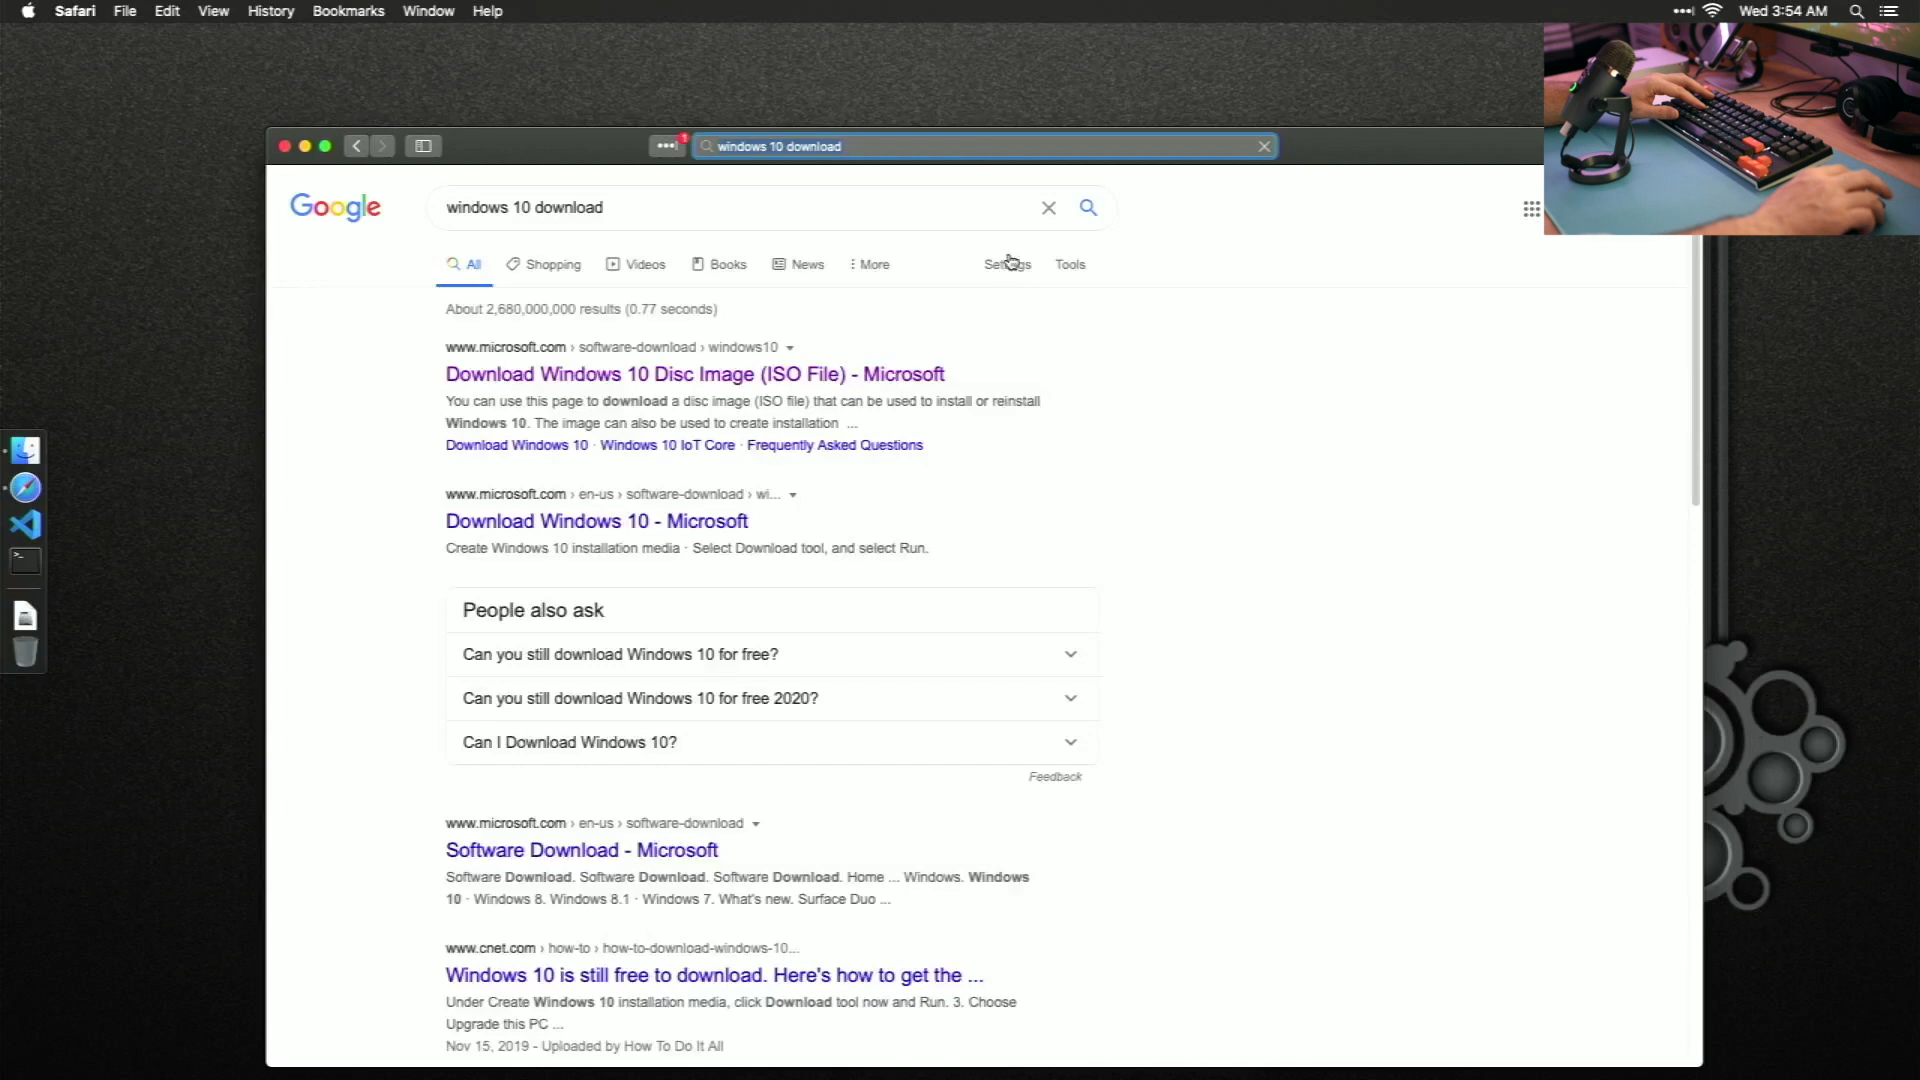 Safari File Edit View History Bookmarks Window Help
Wed 3:54 AM
1
windows 10 download
Google
windows 10 download
All Shopping Videos Books News More
Settings Tools
About 2,680,000,000 results (0.77 seconds)
www.microsoft.com › software-download › windows10
Download Windows 10 Disc Image (ISO File) - Microsoft
You can use this page to download a disc image (ISO file) that can be used to install or reinstall
Windows 10. The image can also be used to create installation ...
Download Windows 10 · Windows 10 IoT Core · Frequently Asked Questions
www.microsoft.com › en-us › software-download › wi...
Download Windows 10 - Microsoft
Create Windows 10 installation media · Select Download tool, and select Run.
People also ask
Can you still download Windows 10 for free?
Can you still download Windows 10 for free 2020?
Can I Download Windows 10?
Feedback
www.microsoft.com › en-us › software-download
Software Download - Microsoft
Software Download. Software Download. Software Download. Home ... Windows. Windows
10 · Windows 8. Windows 8.1 · Windows 7. What's new. Surface Duo ...
www.cnet.com › how-to › how-to-download-windows-10...
Windows 10 is still free to download. Here's how to get the ...
Under Create Windows 10 installation media, click Download tool now and Run. 3. Choose
Upgrade this PC ...
Nov 15, 2019 - Uploaded by How To Do It All